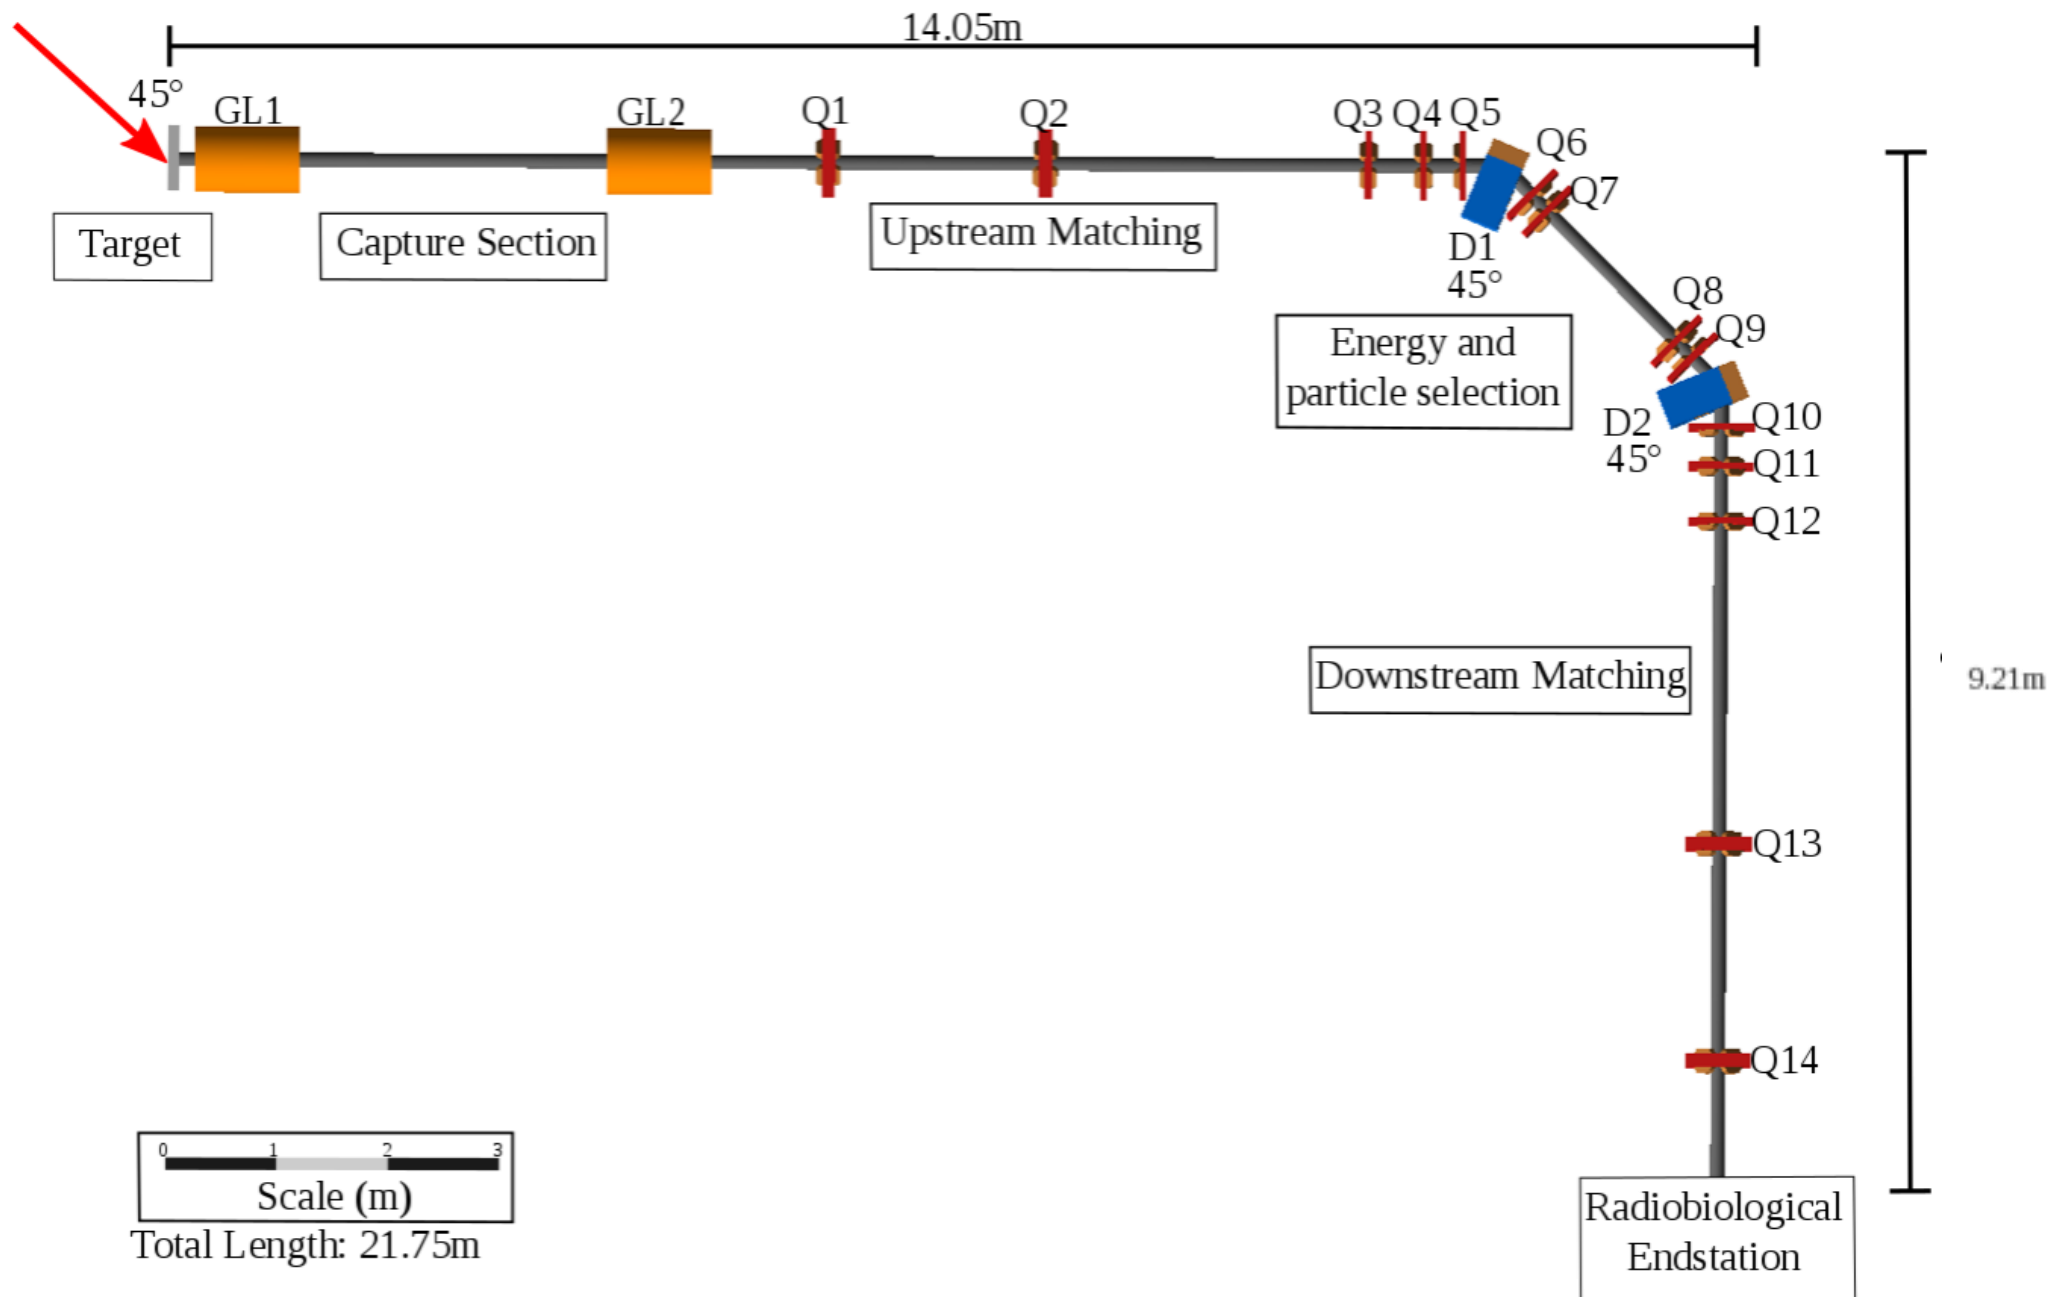 14.05m
45°
GL1
GL2
Q1
Q2
Q3
Q4
Q5
Q6
Q7
Target
Capture Section
Upstream Matching
D1
45°
Q8
Q9
Energy and
particle selection
D2
45°
Q10
Q11
Q12
Downstream Matching
9.21m
Q13
Q14
0 1 2 3
Scale (m)
Total Length: 21.75m
Radiobiological
Endstation